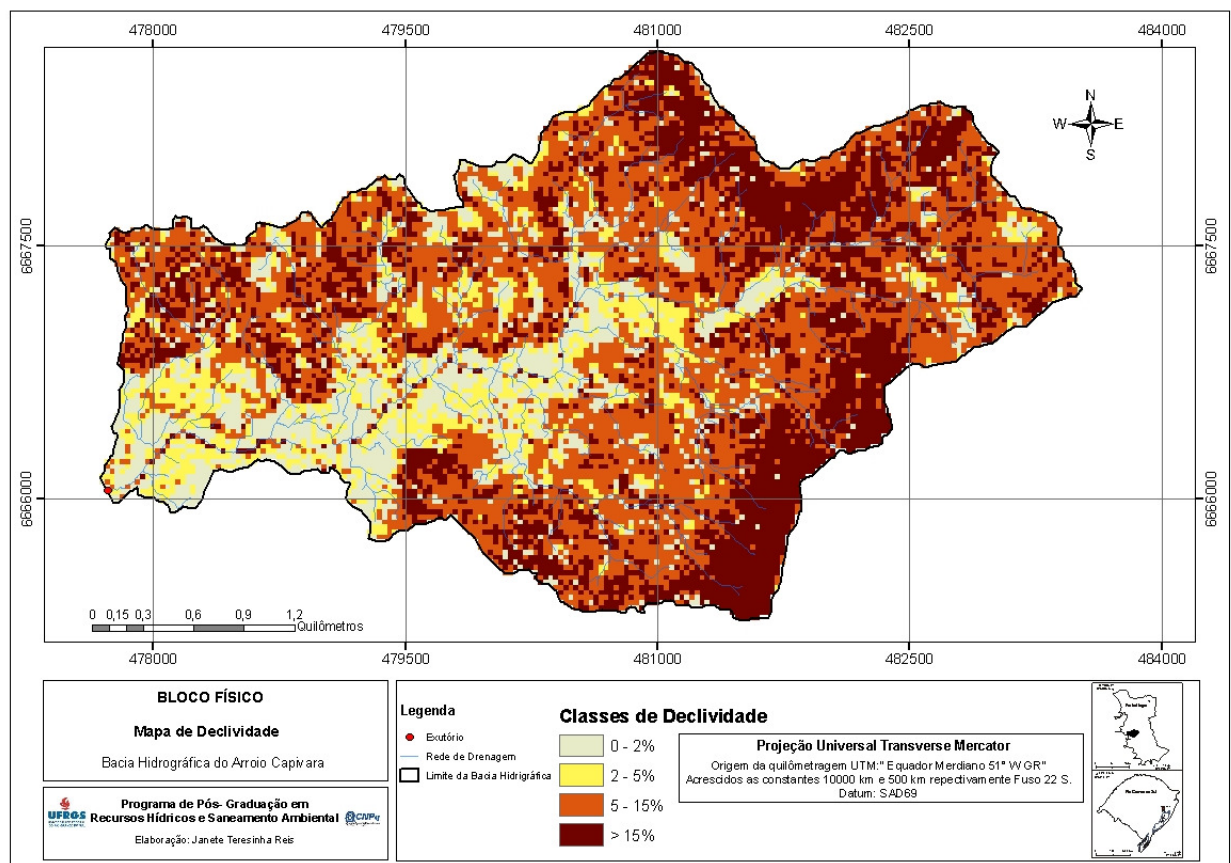 478000 479500 481000 482500 484000
N
W E
S
6667500
6667500
6666000
6666000
0 0,15 0,3 0,6 0,9 1,2
Quilômetros
478000 479500 481000 482500 484000
BLOCO FÍSICO
Mapa de Declividade
Bacia Hidrográfica do Arroio Capivara
UFRGS
Programa de Pós- Graduação em
Recursos Hídricos e Saneamento Ambiental
CNPq
Elaboração: Janete Teresinha Reis
Legenda
Exutório
Rede de Drenagem
Limite da Bacia Hidrigráfica
Classes de Declividade
0 - 2%
2 - 5%
5 - 15%
> 15%
Projeção Universal Transverse Mercator
Origem da quilômetragem UTM:" Equador Merdiano 51° W GR"
Acrescidos as constantes 10000 km e 500 km repectivamente Fuso 22 S.
Datum: SAD69